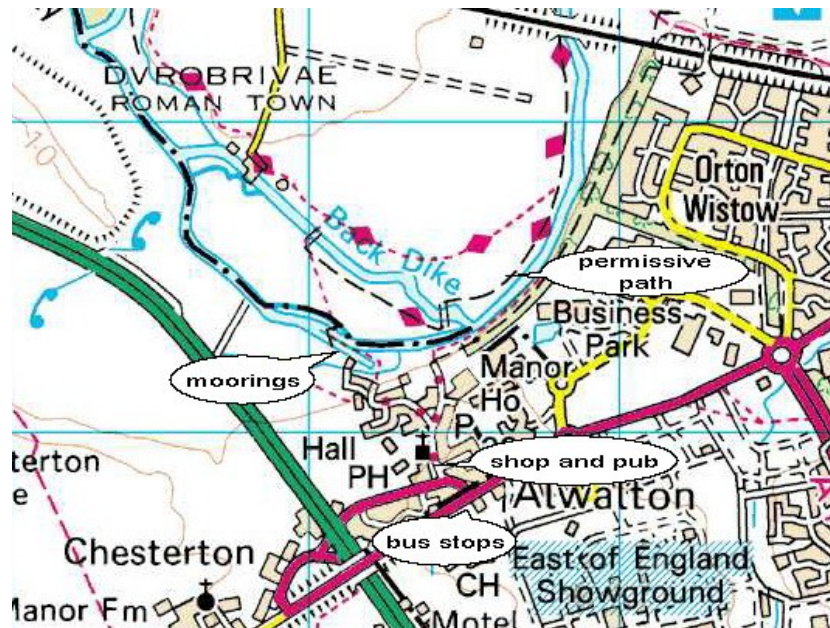 DVROBRIVAE
ROMAN TOWN
10
Orton
Wistow
Back Dike
permissive
path
Business
Park
moorings
Manor
Ho
P
Hall
PH
shop and pub
terton
e
Alwalton
bus stops
Chesterton
East of England
Showground
CH
Manor Fm
Motel